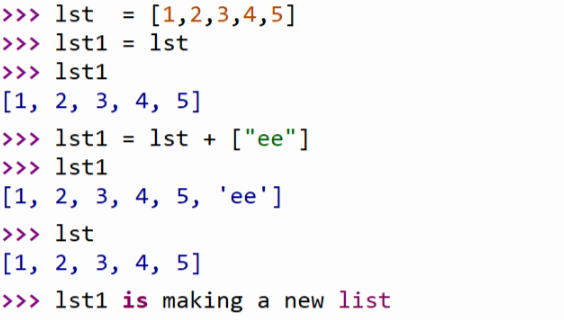 >>> lst  = [1,2,3,4,5]
>>> lst1 = lst
>>> lst1
[1, 2, 3, 4, 5]
>>> lst1 = lst + ["ee"]
>>> lst1
[1, 2, 3, 4, 5, 'ee']
>>> lst
[1, 2, 3, 4, 5]
>>> lst1 is making a new list